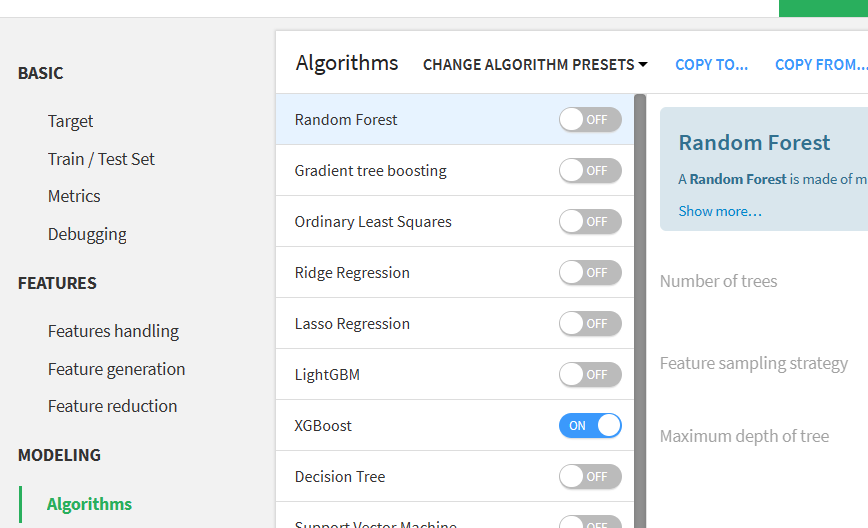 BASIC
Target
Train / Test Set
Metrics
Debugging
FEATURES
Features handling
Feature generation
Feature reduction
MODELING
Algorithms
Algorithms CHANGE ALGORITHM PRESETS COPY TO... COPY FROM...
Random Forest OFF
Gradient tree boosting OFF
Ordinary Least Squares OFF
Ridge Regression OFF
Lasso Regression OFF
LightGBM OFF
XGBoost ON
Decision Tree OFF
Support Vector Machine OFF
Random Forest
A Random Forest is made of m
Show more...
Number of trees
Feature sampling strategy
Maximum depth of tree